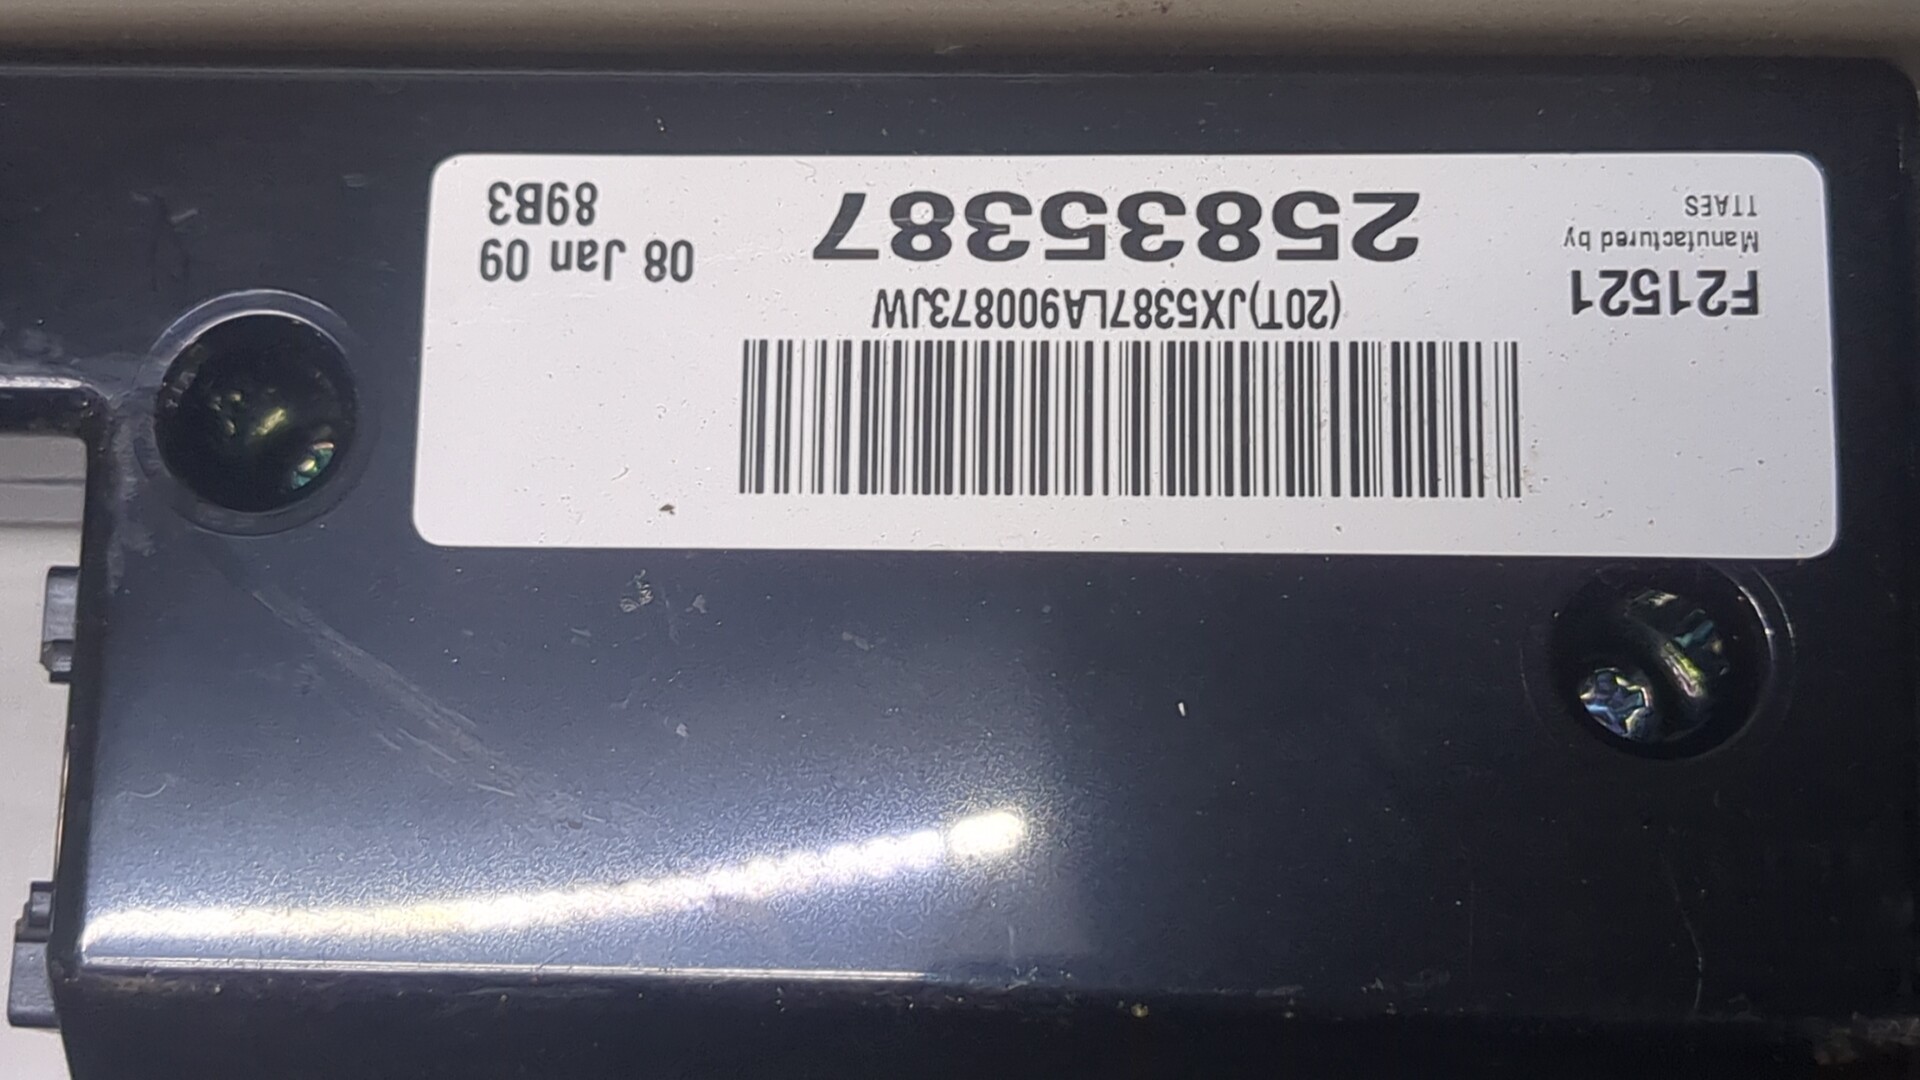 (20T)JX5387LA900873JW
F21521
Manufactured by
TTAES
25835387
08 Jan 09
89B3